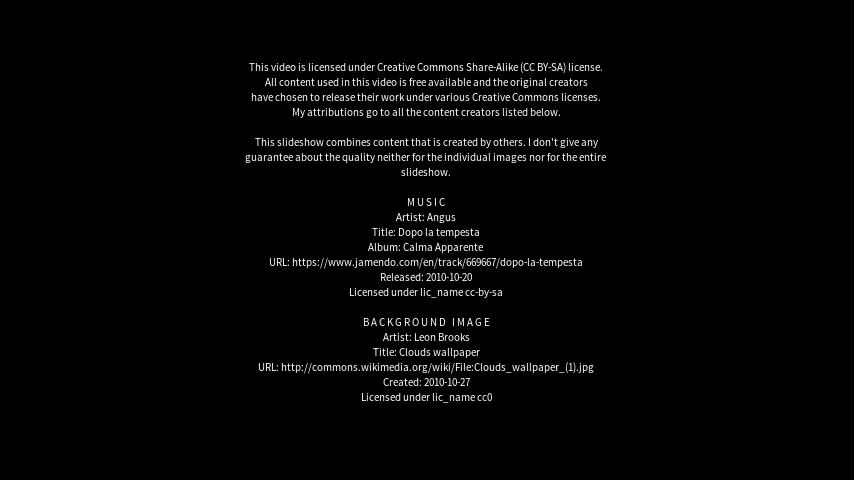 This video is licensed under Creative Commons Share-Alike (CC BY-SA) license.
All content used in this video is free available and the original creators
have chosen to release their work under various Creative Commons licenses.
My attributions go to all the content creators listed below.
This slideshow combines content that is created by others. I don't give any
guarantee about the quality neither for the individual images nor for the entire
slideshow.
MUSIC
Artist: Angus
Title: Dopo la tempesta
Album: Calma Apparente
URL: https://www.jamendo.com/en/track/669667/dopo-la-tempesta
Released: 2010-10-20
Licensed under lic_name cc-by-sa
BACKGROUND IMAGE
Artist: Leon Brooks
Title: Clouds wallpaper
URL: http://commons.wikimedia.org/wiki/File:Clouds_wallpaper_(1).jpg
Created: 2010-10-27
Licensed under lic_name cc0